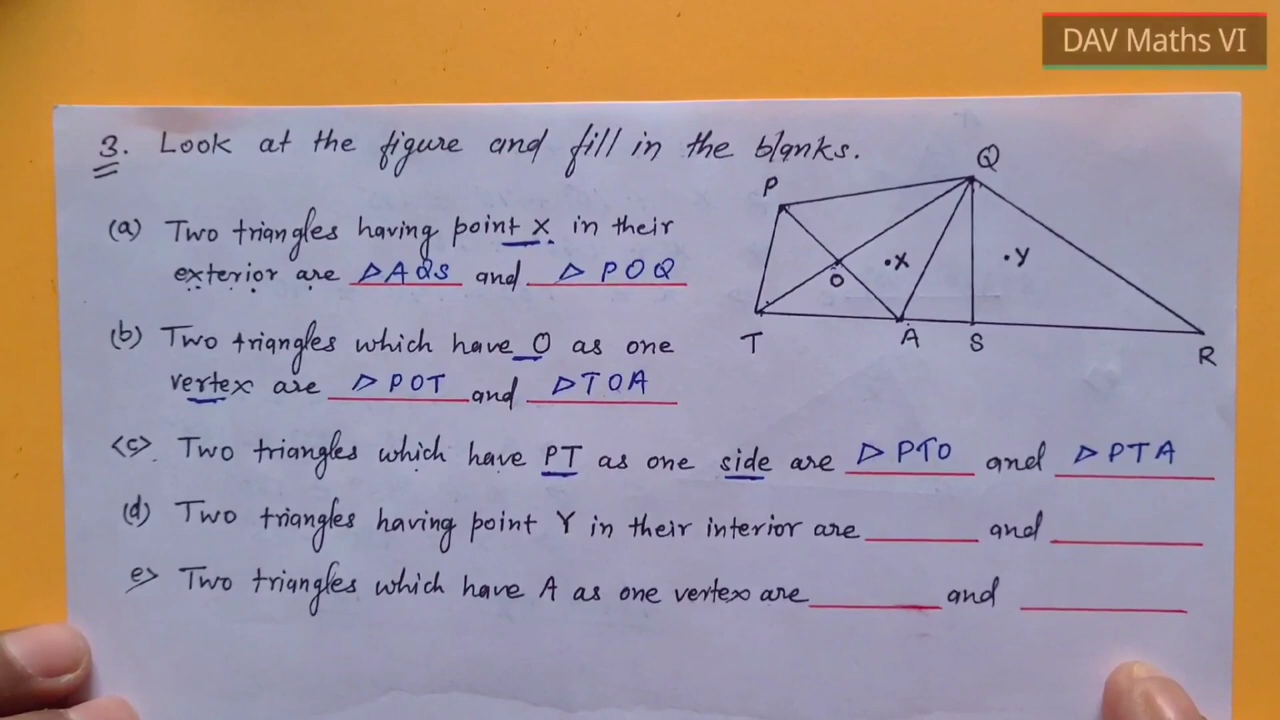 DAV Maths VI
3. Look at the figure and fill in the blanks.
(a) Two triangles having point X in their
exterior are △AQS and △POQ
(b) Two triangles which have O as one
vertex are △POT and △TOA
<c> Two triangles which have PT as one side are △PTO and △PTA
(d) Two triangles having point Y in their interior are ______ and ______
e> Two triangles which have A as one vertex are ______ and ______
P
Q
O
X
Y
T
A
S
R